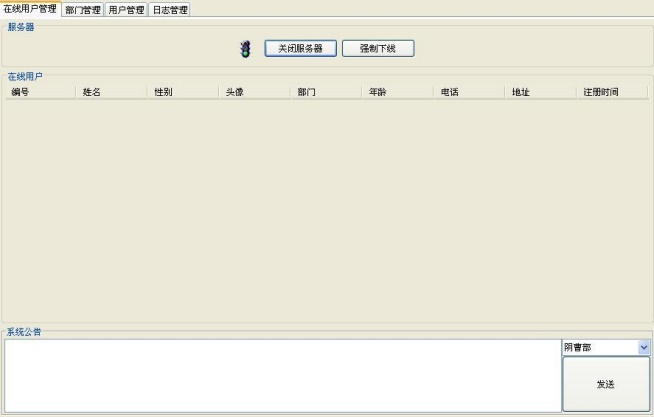 在线用户管理 部门管理 用户管理 日志管理
服务器
关闭服务器 强制下线
在线用户
编号 姓名 性别 头像 部门 年龄 电话 地址 注册时间
系统公告
阴曹部
发送